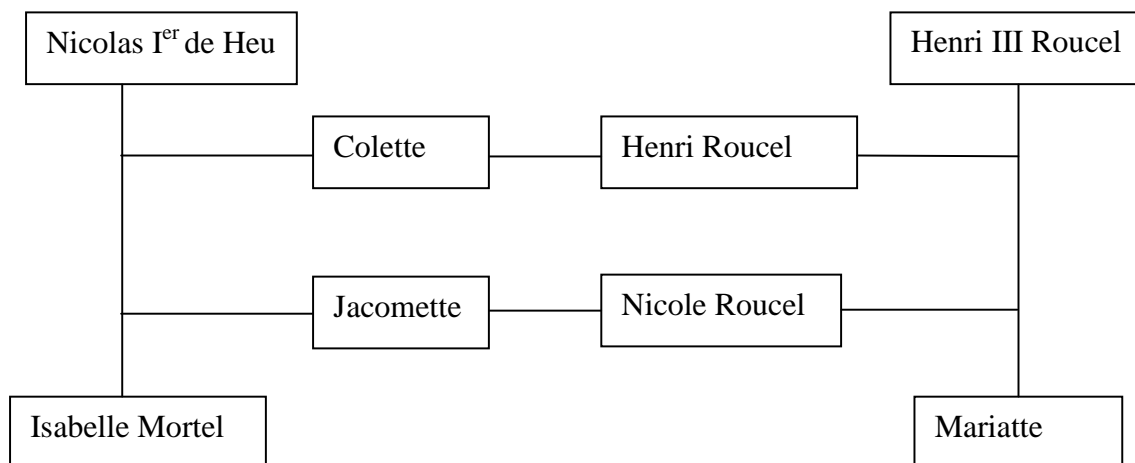 Nicolas Iᵉʳ de Heu
Henri III Roucel
Colette
Henri Roucel
Jacomette
Nicole Roucel
Isabelle Mortel
Mariatte